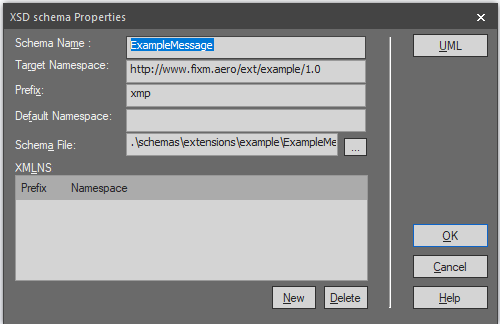 XSD schema Properties
Schema Name :
ExampleMessage
UML
Target Namespace:
http://www.fixm.aero/ext/example/1.0
Prefix:
xmp
Default Namespace:
Schema File:
.\schemas\extensions\example\ExampleMe
...
XMLNS
Prefix Namespace
OK
Cancel
New Delete Help